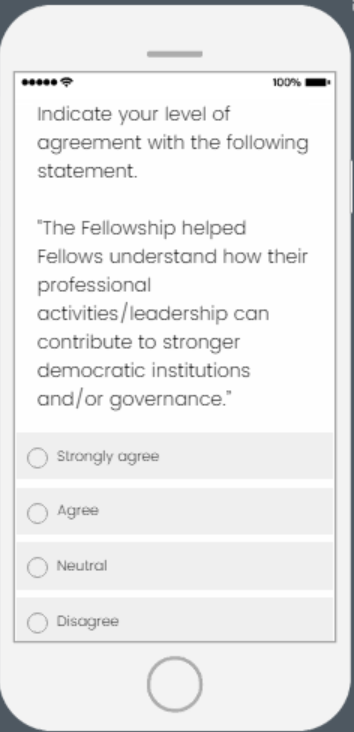 100%
Indicate your level of
agreement with the following
statement.
"The Fellowship helped
Fellows understand how their
professional
activities/leadership can
contribute to stronger
democratic institutions
and/or governance."
Strongly agree
Agree
Neutral
Disagree